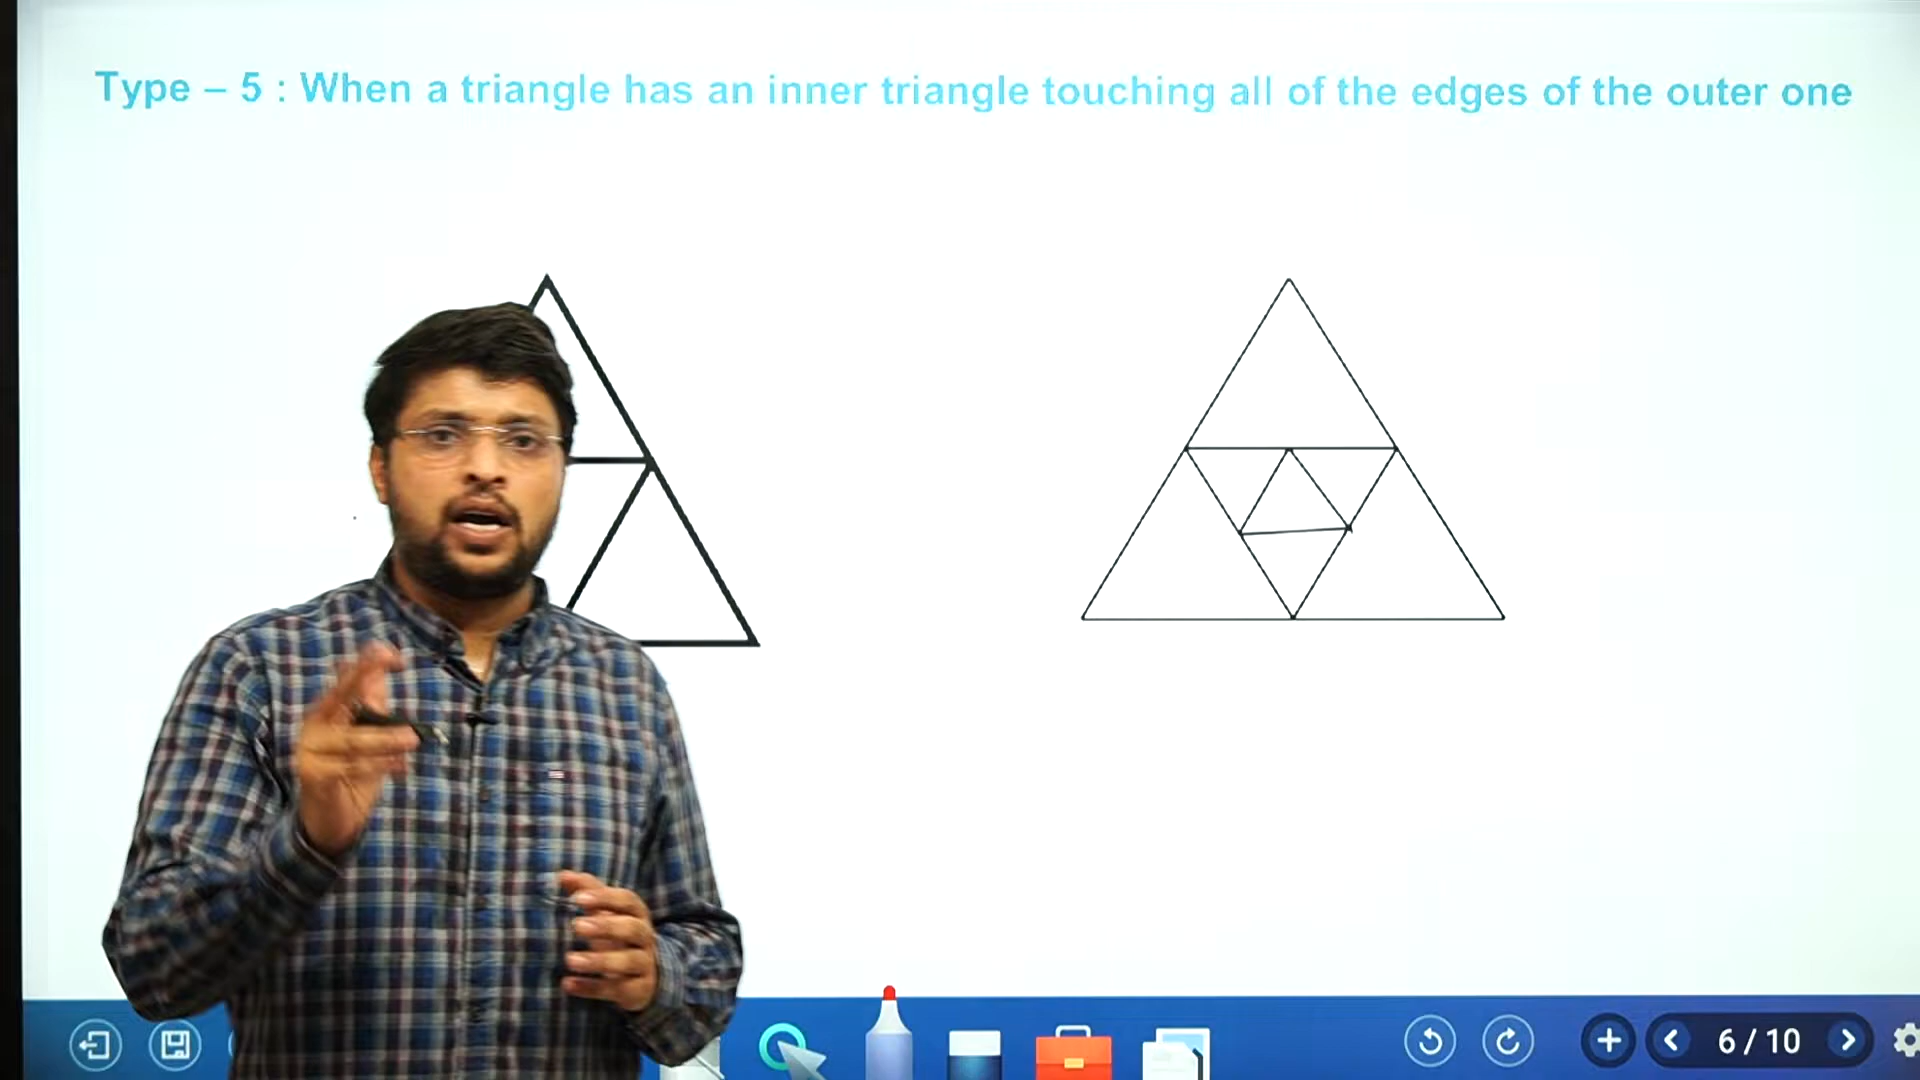 Type – 5 : When a triangle has an inner triangle touching all of the edges of the outer one
6 / 10